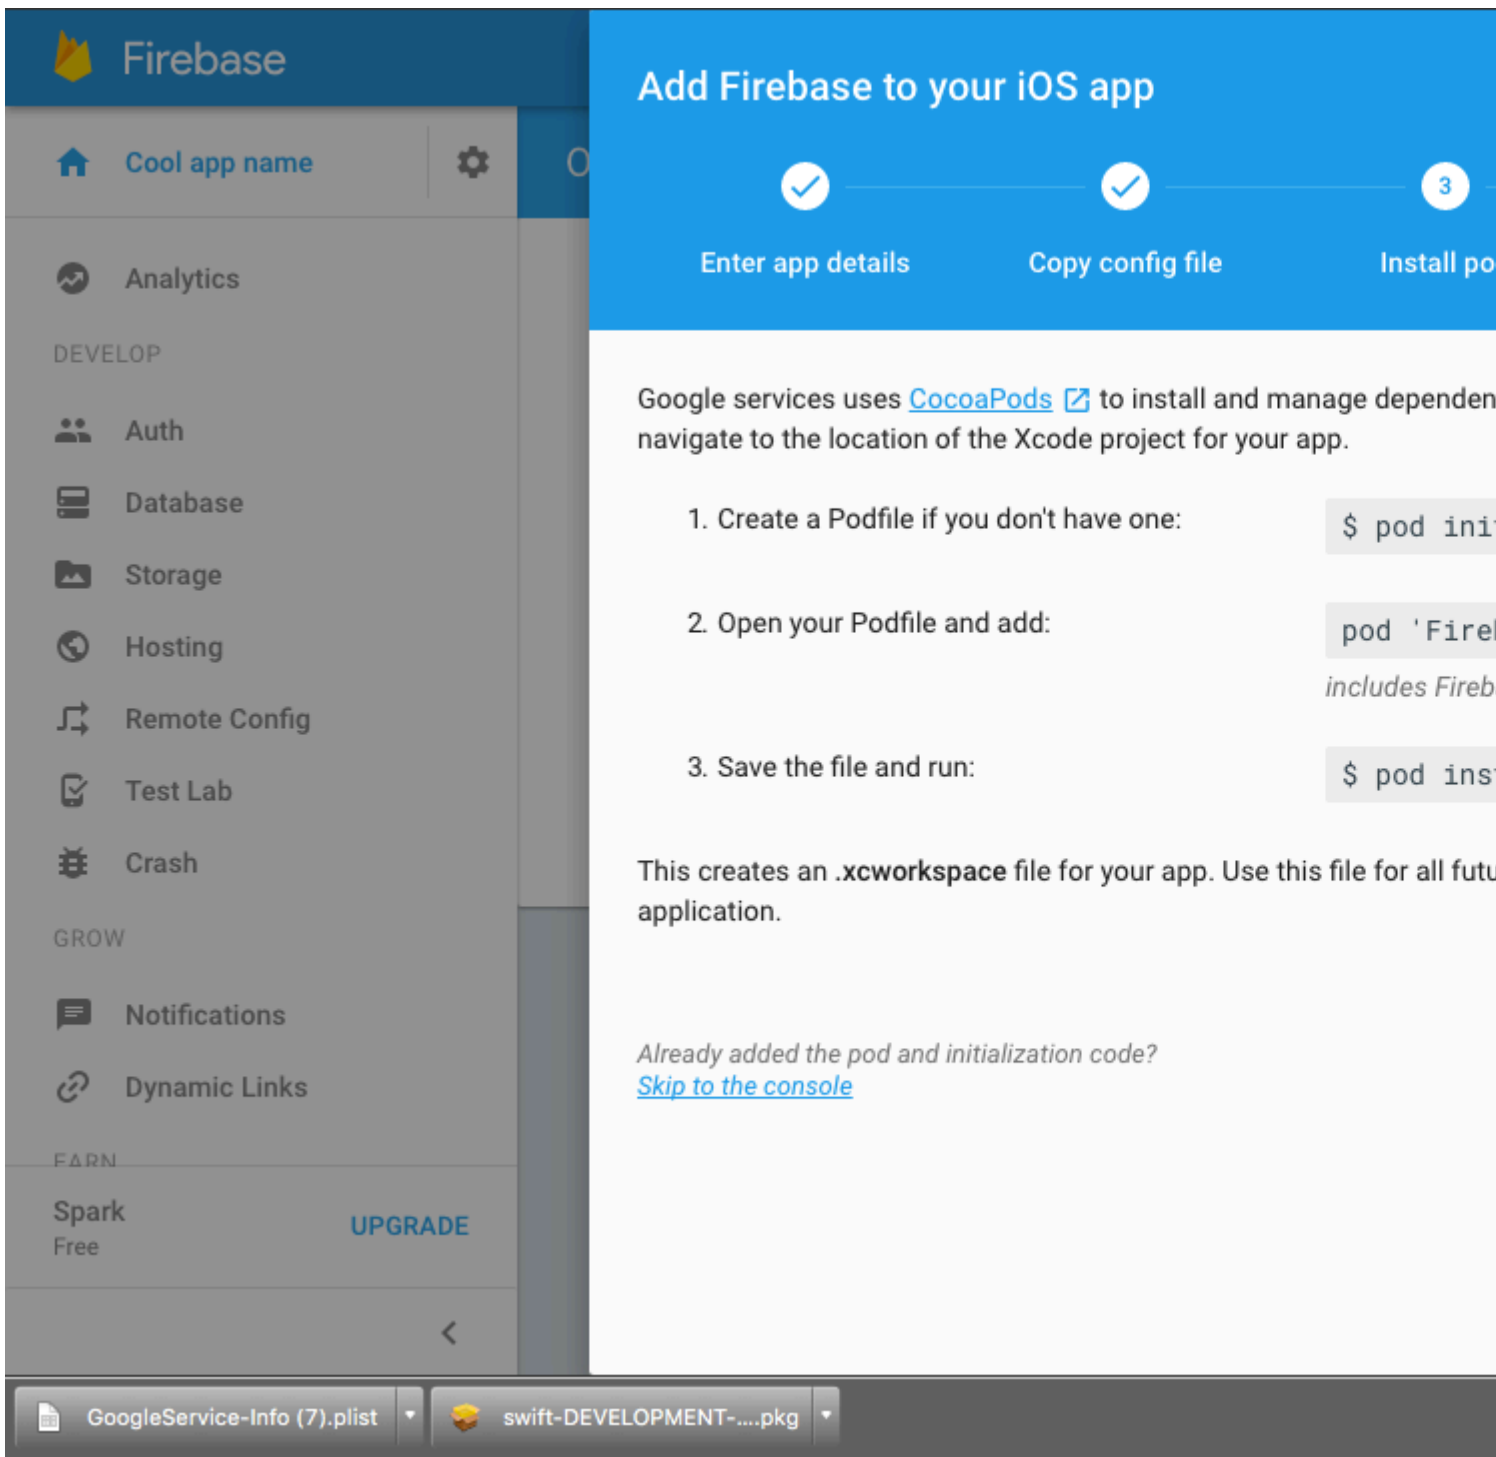 Firebase
Cool app name
Analytics
DEVELOP
Auth
Database
Storage
Hosting
Remote Config
Test Lab
Crash
GROW
Notifications
Dynamic Links
EARN
Spark
Free
UPGRADE
Add Firebase to your iOS app
3
Enter app details
Copy config file
Install po
Google services uses CocoaPods to install and manage dependen
navigate to the location of the Xcode project for your app.
1. Create a Podfile if you don't have one:
$ pod ini
2. Open your Podfile and add:
pod 'Fire
includes Fireb
3. Save the file and run:
$ pod ins
This creates an .xcworkspace file for your app. Use this file for all futu
application.
Already added the pod and initialization code?
Skip to the console
GoogleService-Info (7).plist
swift-DEVELOPMENT-....pkg